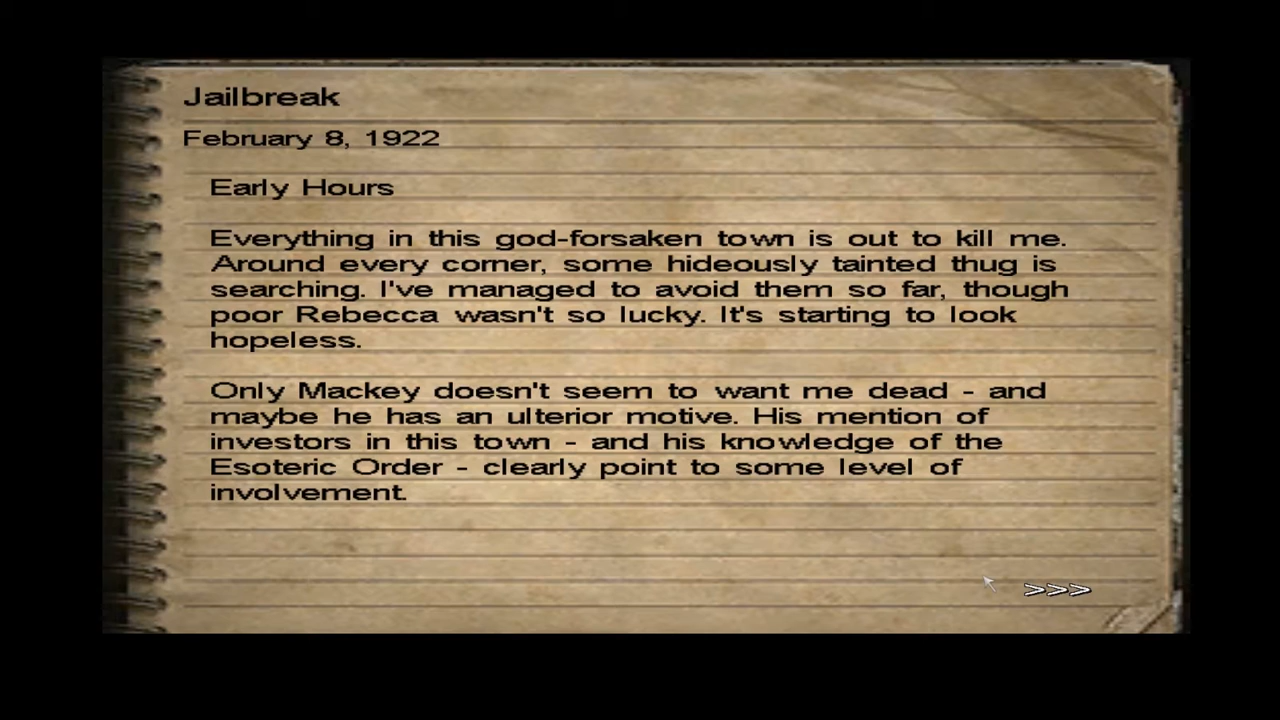 Jailbreak
February 8, 1922
Early Hours
Everything in this god-forsaken town is out to kill me.
Around every corner, some hideously tainted thug is
searching. I've managed to avoid them so far, though
poor Rebecca wasn't so lucky. It's starting to look
hopeless.
Only Mackey doesn't seem to want me dead - and
maybe he has an ulterior motive. His mention of
investors in this town - and his knowledge of the
Esoteric Order - clearly point to some level of
involvement.
>>>